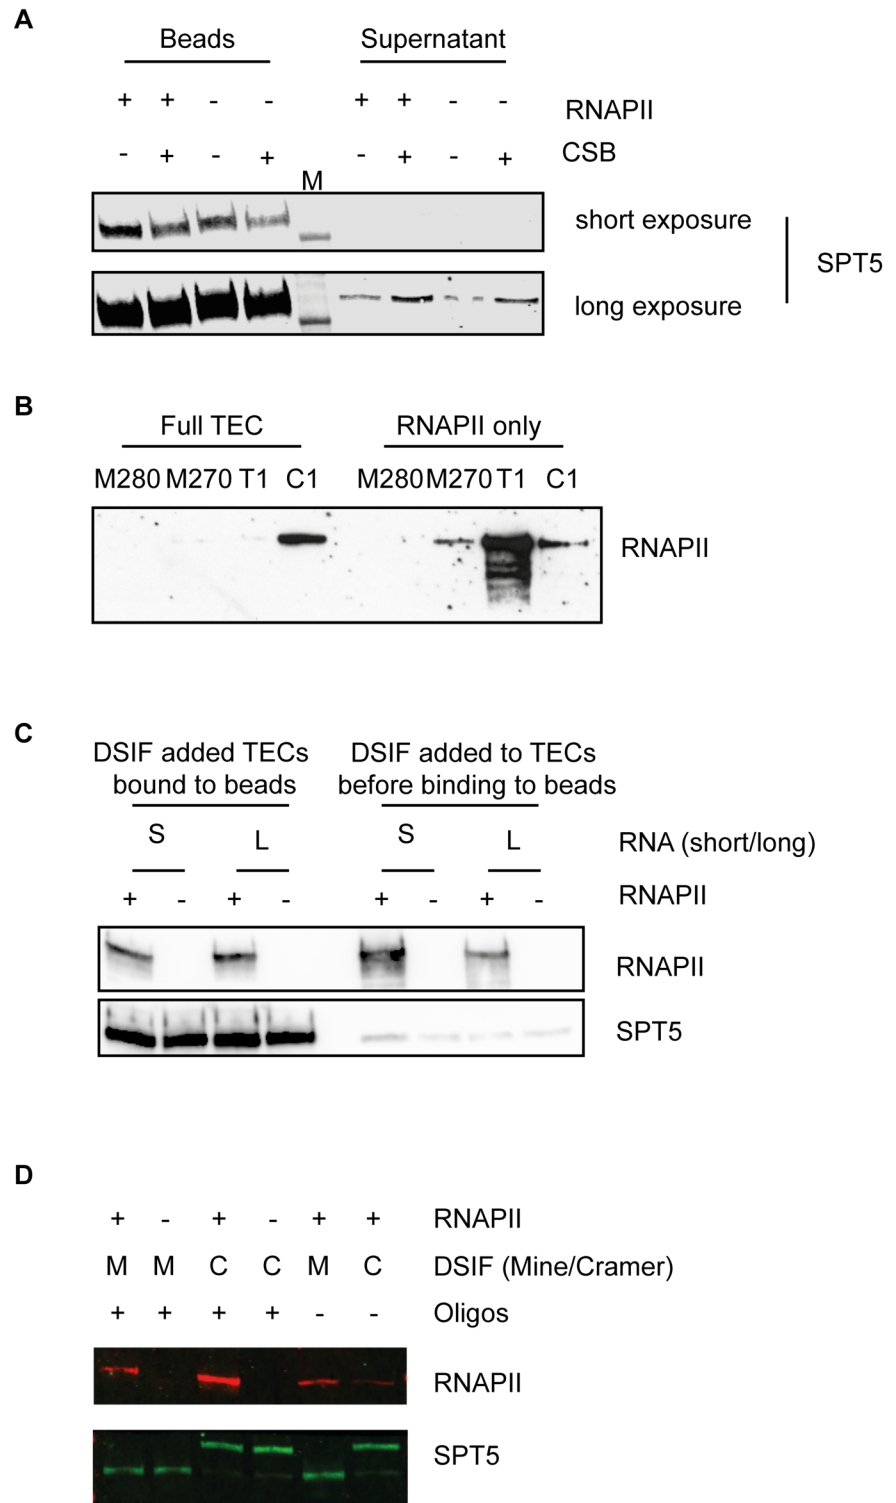 A
Beads Supernatant
+ + - - + + - - RNAPII
- + - + - + - + CSB
M
short exposure
SPT5
long exposure
B
Full TEC RNAPII only
M280 M270 T1 C1 M280 M270 T1 C1
RNAPII
C
DSIF added TECs
bound to beads
DSIF added to TECs
before binding to beads
S L S L RNA (short/long)
+ - + - + - + - RNAPII
RNAPII
SPT5
D
+ - + - + + RNAPII
M M C C M C DSIF (Mine/Cramer)
+ + + + - - Oligos
RNAPII
SPT5